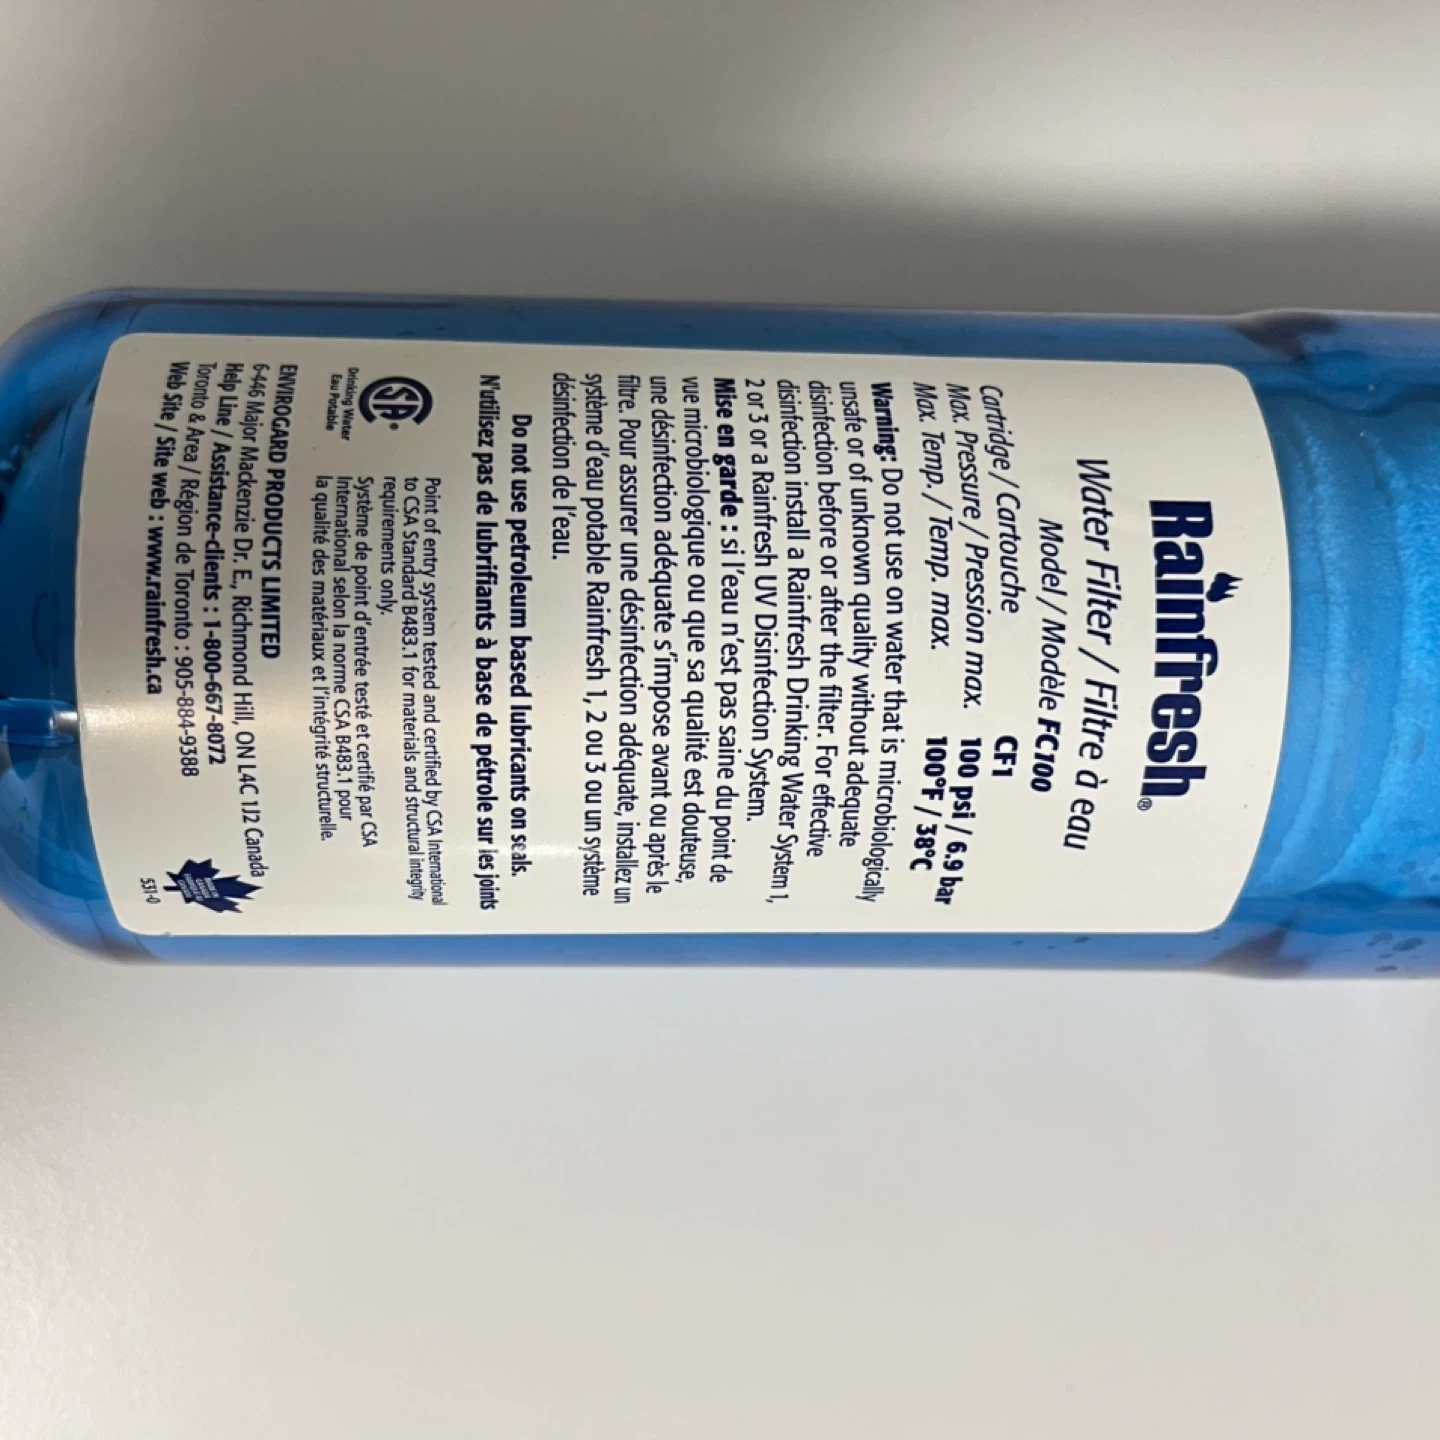 Rainfresh®
Water Filter / Filtre à eau
Model / Modèle FC100
Cartridge / Cartouche CF1
Max. Pressure / Pression max. 100 psi / 6.9 bar
Max. Temp. / Temp. max. 100°F / 38°C
Warning: Do not use on water that is microbiologically
unsafe or of unknown quality without adequate
disinfection before or after the filter. For effective
disinfection install a Rainfresh Drinking Water System 1,
2 or 3 or a Rainfresh UV Disinfection System.
Mise en garde : si l'eau n'est pas saine du point de
vue microbiologique ou que sa qualité est douteuse,
une désinfection adéquate s'impose avant ou après le
filtre. Pour assurer une désinfection adéquate, installez un
système d'eau potable Rainfresh 1, 2 ou 3 ou un système
désinfection de l'eau.
Do not use petroleum based lubricants on seals.
N'utilisez pas de lubrifiants à base de pétrole sur les joints
CSA®
Drinking Water
Eau Potable
Point of entry system tested and certified by CSA International
to CSA Standard B483.1 for materials and structural integrity
requirements only.
Système de point d'entrée testé et certifié par CSA
International selon la norme CSA B483.1 pour
la qualité des matériaux et l'intégrité structurelle.
ENVIROGARD PRODUCTS LIMITED
6-446 Major Mackenzie Dr. E., Richmond Hill, ON L4C 1J2 Canada
Help Line / Assistance-clients : 1-800-667-8072
Toronto & Area / Région de Toronto : 905-884-9388
Web Site / Site web : www.rainfresh.ca
531-0